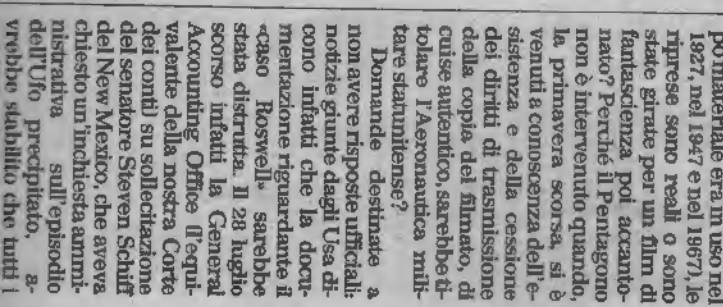 1927, nel 1947 e nel 1967), le
riprese sono reali o sono
state girate per un film di
fantascienza poi accanto-
nato? Perché il Pentagono
non è intervenuto quando,
la primavera scorsa, si è
venuti a conoscenza dell'e-
sistenza e della cessione
dei diritti di trasmissione
della copia del filmato, di
cui se autentico, sarebbe ti-
tolare l'Aeronautica mili-
tare statunitense?
Domande destinate a
non avere risposte ufficiali:
notizie giunte dagli Usa di-
cono infatti che la docu-
mentazione riguardante il
«caso Roswell» sarebbe
stata distrutta. Il 28 luglio
scorso infatti la General
Accounting Office (l'equi-
valente della nostra Corte
dei conti) su sollecitazione
del senatore Steven Schiff
del New Mexico, che aveva
chiesto un'inchiesta ammi-
nistrativa sull'episodio
dell'Ufo precipitato, a-
vrebbe stabilito che tutti i